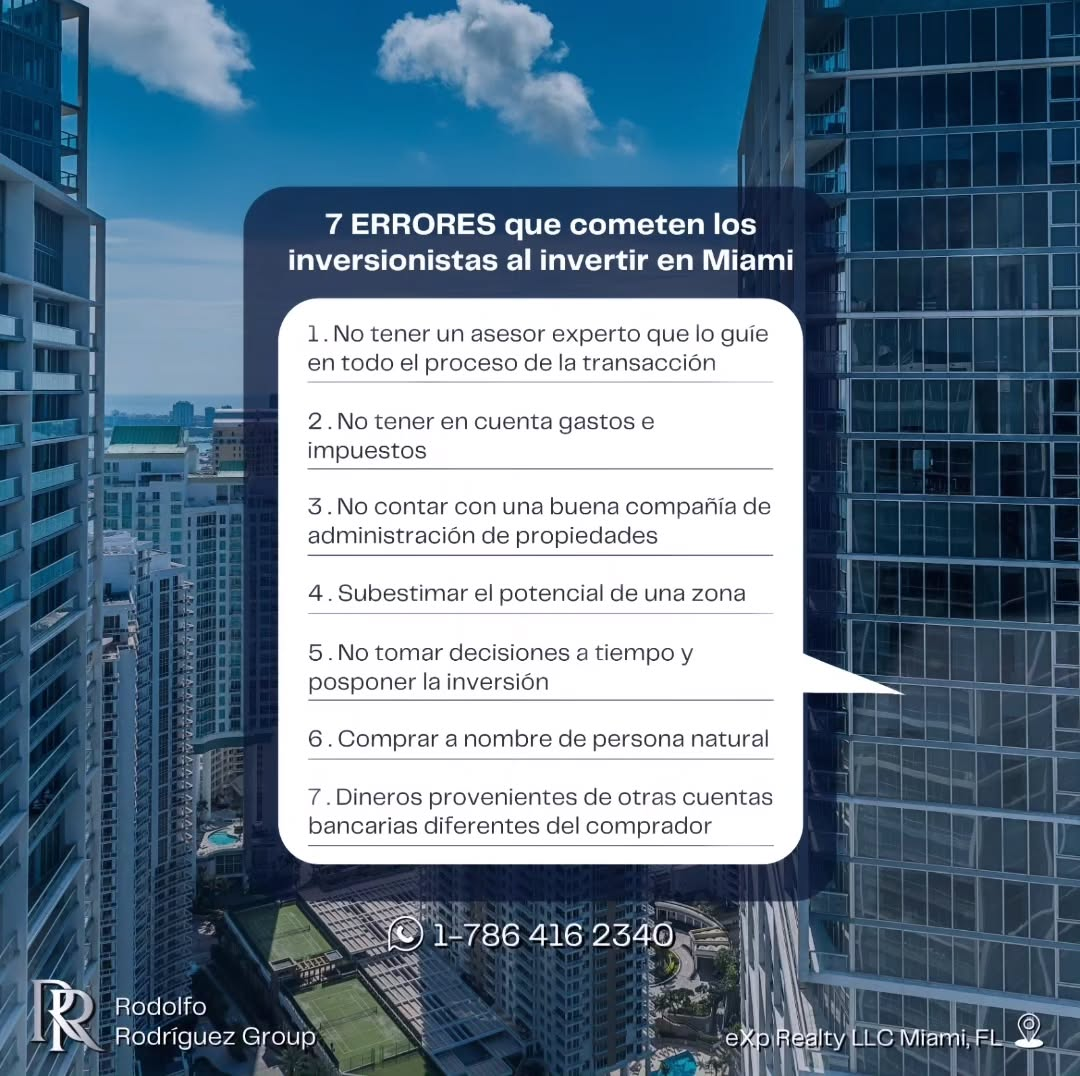 7 ERRORES que cometen los
inversionistas al invertir en Miami
1. No tener un asesor experto que lo guíe
en todo el proceso de la transacción
2. No tener en cuenta gastos e
impuestos
3. No contar con una buena compañía de
administración de propiedades
4. Subestimar el potencial de una zona
5. No tomar decisiones a tiempo y
posponer la inversión
6. Comprar a nombre de persona natural
7. Dineros provenientes de otras cuentas
bancarias diferentes del comprador
1-786 416 2340
RR
Rodolfo
Rodríguez Group
eXp Realty LLC Miami, FL